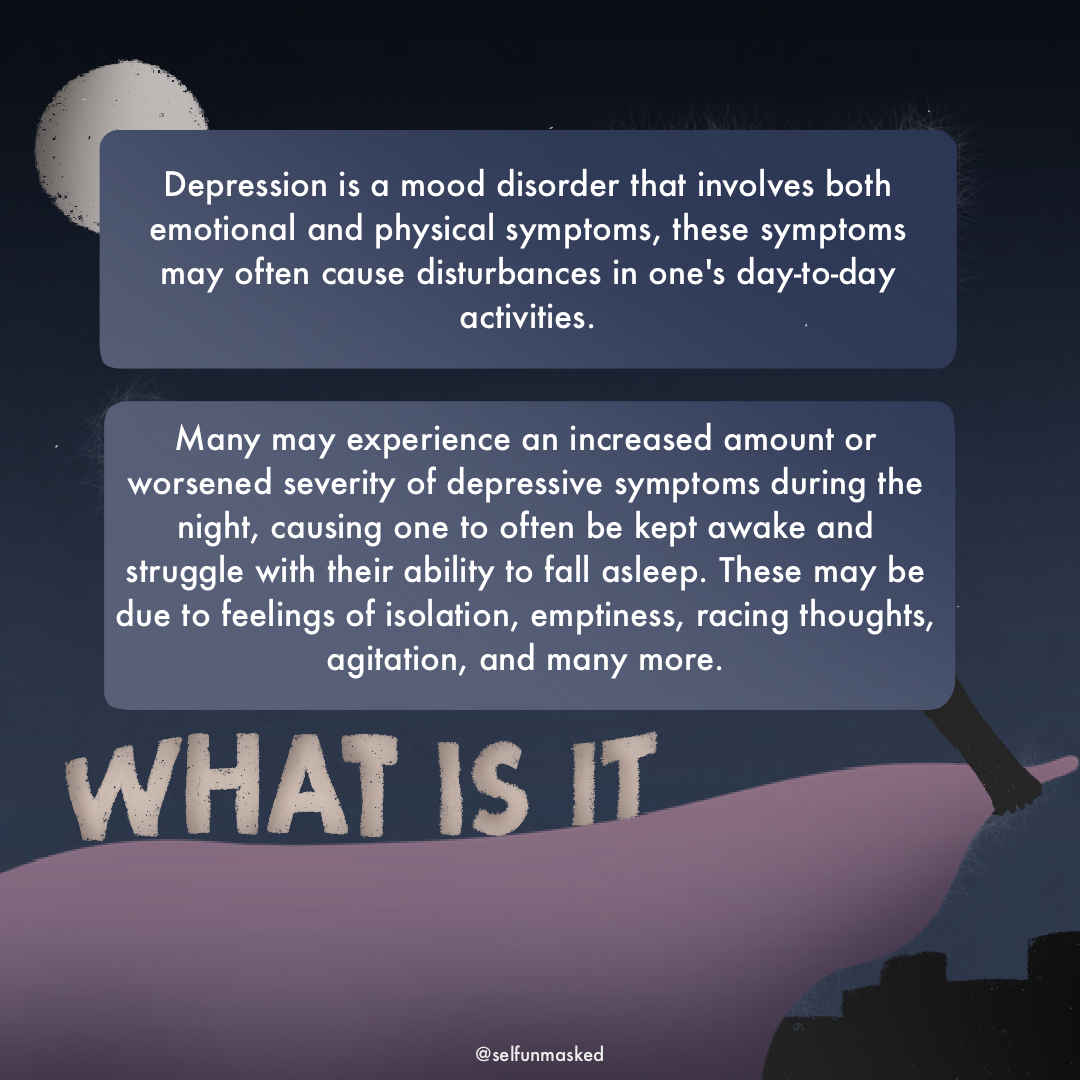 Depression is a mood disorder that involves both
emotional and physical symptoms, these symptoms
may often cause disturbances in one's day-to-day
activities.
Many may experience an increased amount or
worsened severity of depressive symptoms during the
night, causing one to often be kept awake and
struggle with their ability to fall asleep. These may be
due to feelings of isolation, emptiness, racing thoughts,
agitation, and many more.
WHAT IS IT
@selfunmasked